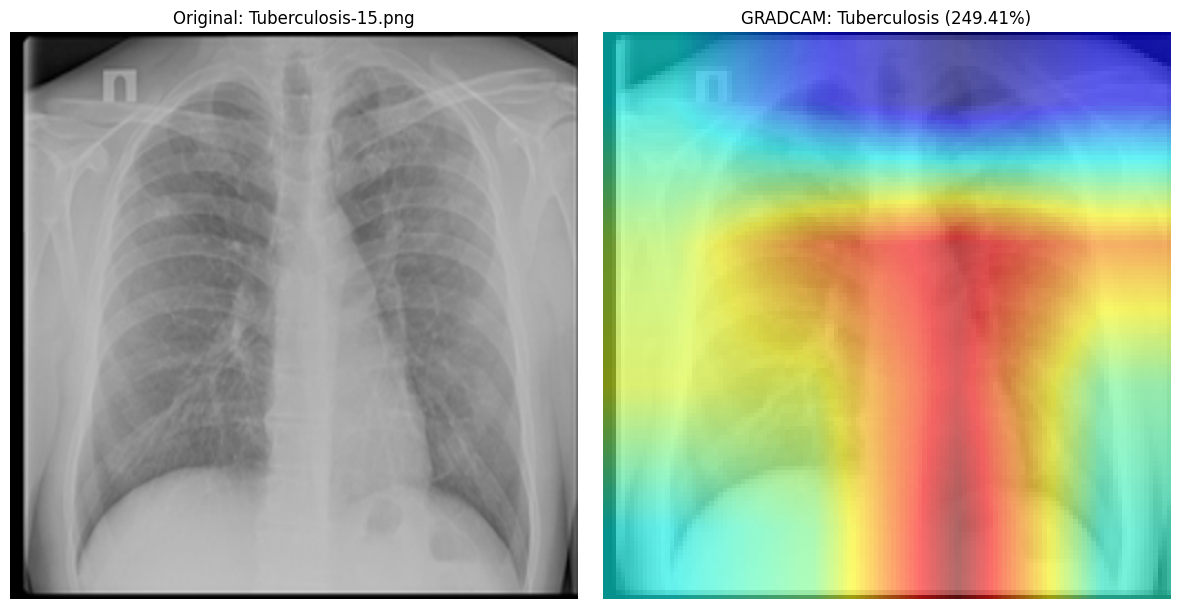 Original: Tuberculosis-15.png
GRADCAM: Tuberculosis (249.41%)
П